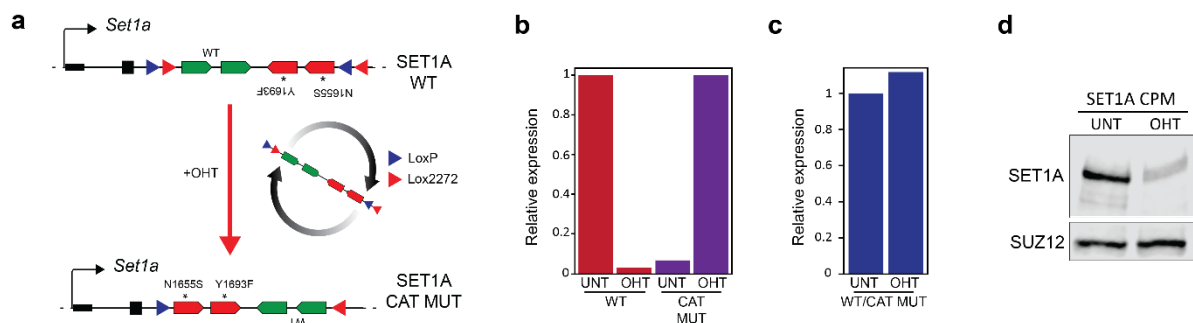 a
Set1a
WT
* *
Y1693F
N1655S
SET1A
WT
+OHT
LoxP
Lox2272
Set1a
N1655S Y1693F
* *
WT
SET1A
CAT MUT
b
Relative expression
1
0.8
0.6
0.4
0.2
0
UNT OHT UNT OHT
WT CAT
MUT
c
Relative expression
1
0.8
0.6
0.4
1
0
UNT OHT
WT/CAT MUT
d
SET1A CPM
UNT OHT
SET1A
SUZ12